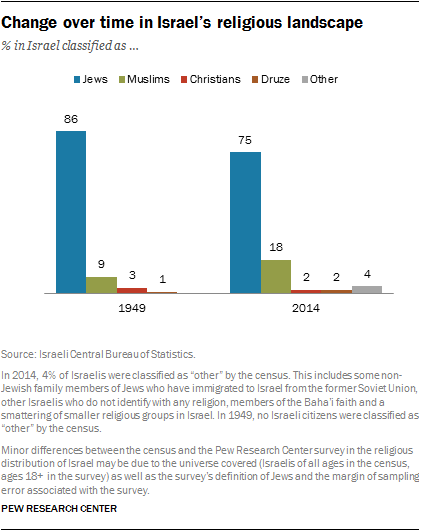 Change over time in Israel's religious landscape
% in Israel classified as ...
Jews Muslims Christians Druze Other
86
9
3
1
75
18
2
2
4
1949
2014
Source: Israeli Central Bureau of Statistics.
In 2014, 4% of Israelis were classified as “other” by the census. This includes some non-
Jewish family members of Jews who have immigrated to Israel from the former Soviet Union,
other Israelis who do not identify with any religion, members of the Baha'i faith and a
smattering of smaller religious groups in Israel. In 1949, no Israeli citizens were classified as
“other” by the census.
Minor differences between the census and the Pew Research Center survey in the religious
distribution of Israel may be due to the universe covered (Israelis of all ages in the census,
ages 18+ in the survey) as well as the survey's definition of Jews and the margin of sampling
error associated with the survey.
PEW RESEARCH CENTER